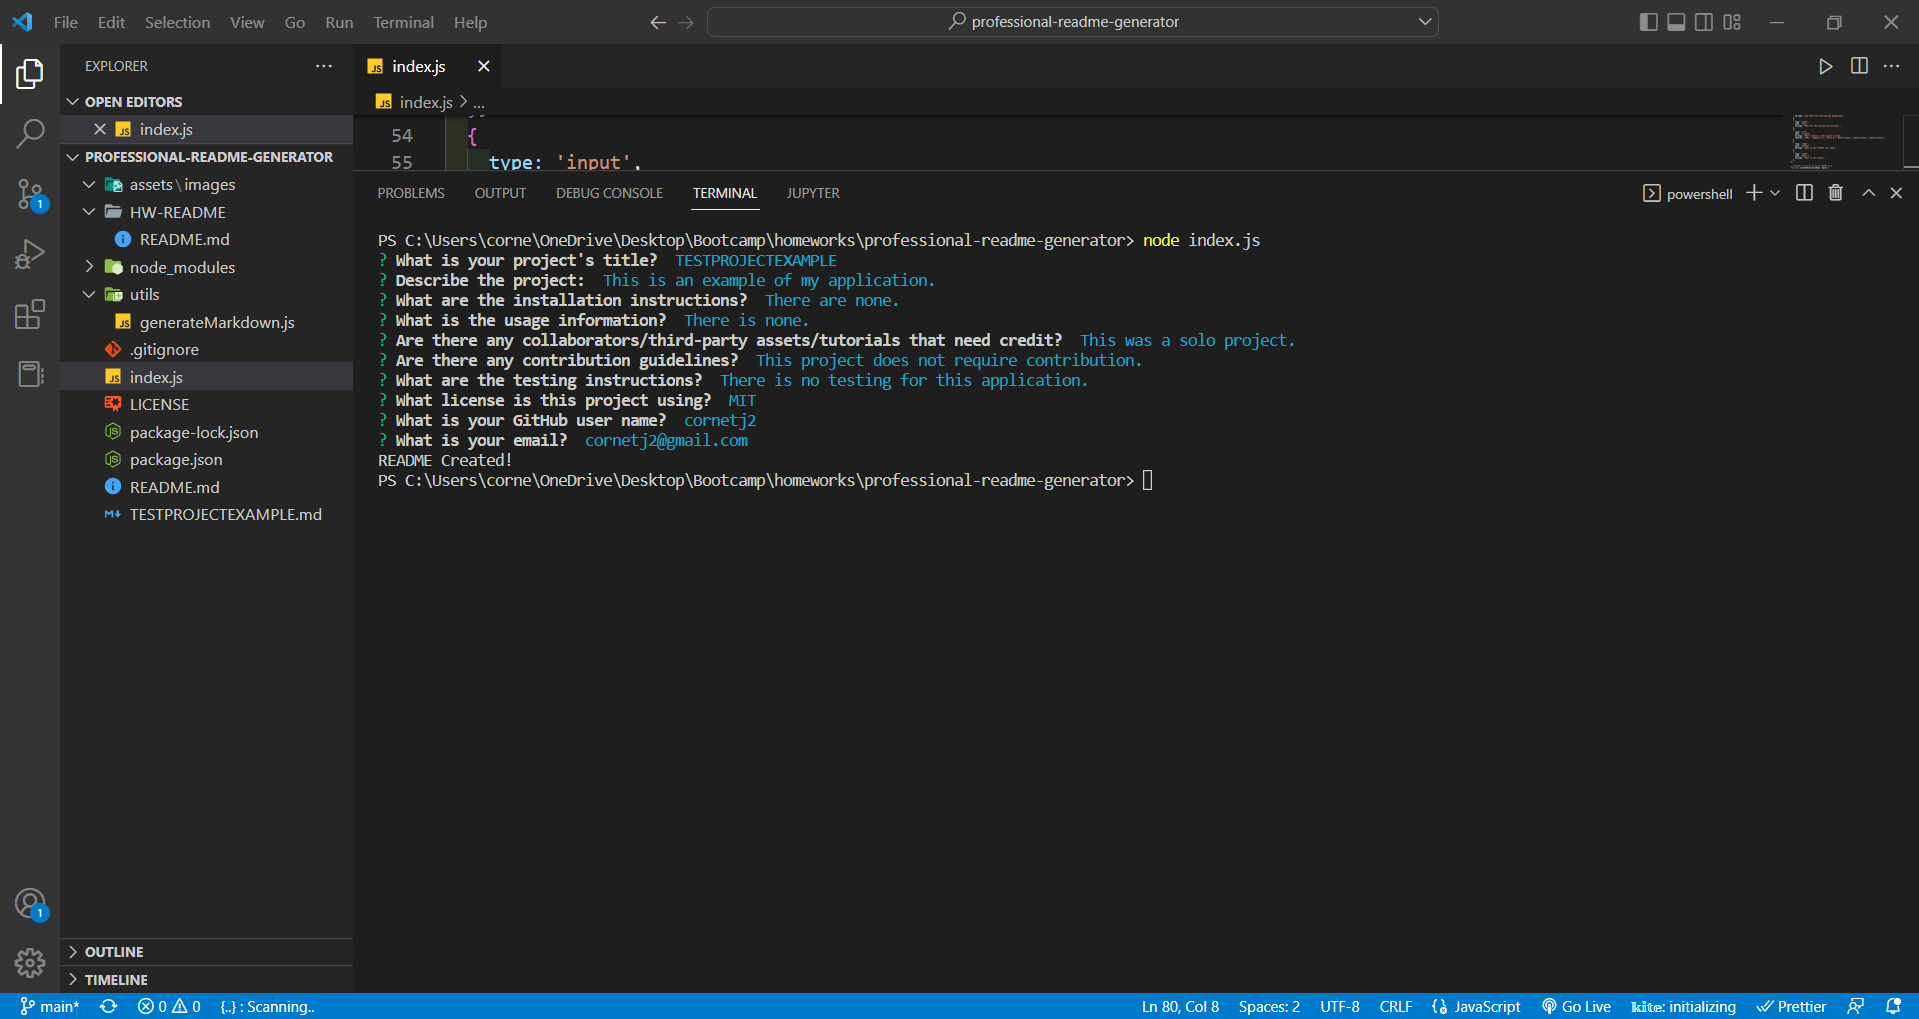 File Edit Selection View Go Run Terminal Help
professional-readme-generator
EXPLORER
OPEN EDITORS
index.js
PROFESSIONAL-README-GENERATOR
assets\images
HW-README
README.md
node_modules
utils
generateMarkdown.js
.gitignore
index.js
LICENSE
package-lock.json
package.json
README.md
TESTPROJECTEXAMPLE.md
OUTLINE
TIMELINE
index.js
index.js > ...
54 {
55 type: 'input',
PROBLEMS OUTPUT DEBUG CONSOLE TERMINAL JUPYTER
powershell
PS C:\Users\corne\OneDrive\Desktop\Bootcamp\homeworks\professional-readme-generator> node index.js
? What is your project's title? TESTPROJECTEXAMPLE
? Describe the project: This is an example of my application.
? What are the installation instructions? There are none.
? What is the usage information? There is none.
? Are there any collaborators/third-party assets/tutorials that need credit? This was a solo project.
? Are there any contribution guidelines? This project does not require contribution.
? What are the testing instructions? There is no testing for this application.
? What license is this project using? MIT
? What is your GitHub user name? cornetj2
? What is your email? cornetj2@gmail.com
README Created!
PS C:\Users\corne\OneDrive\Desktop\Bootcamp\homeworks\professional-readme-generator>
1
1
main* 0 0 {..} : Scanning.. Ln 80, Col 8 Spaces: 2 UTF-8 CRLF JavaScript Go Live kite: initializing Prettier